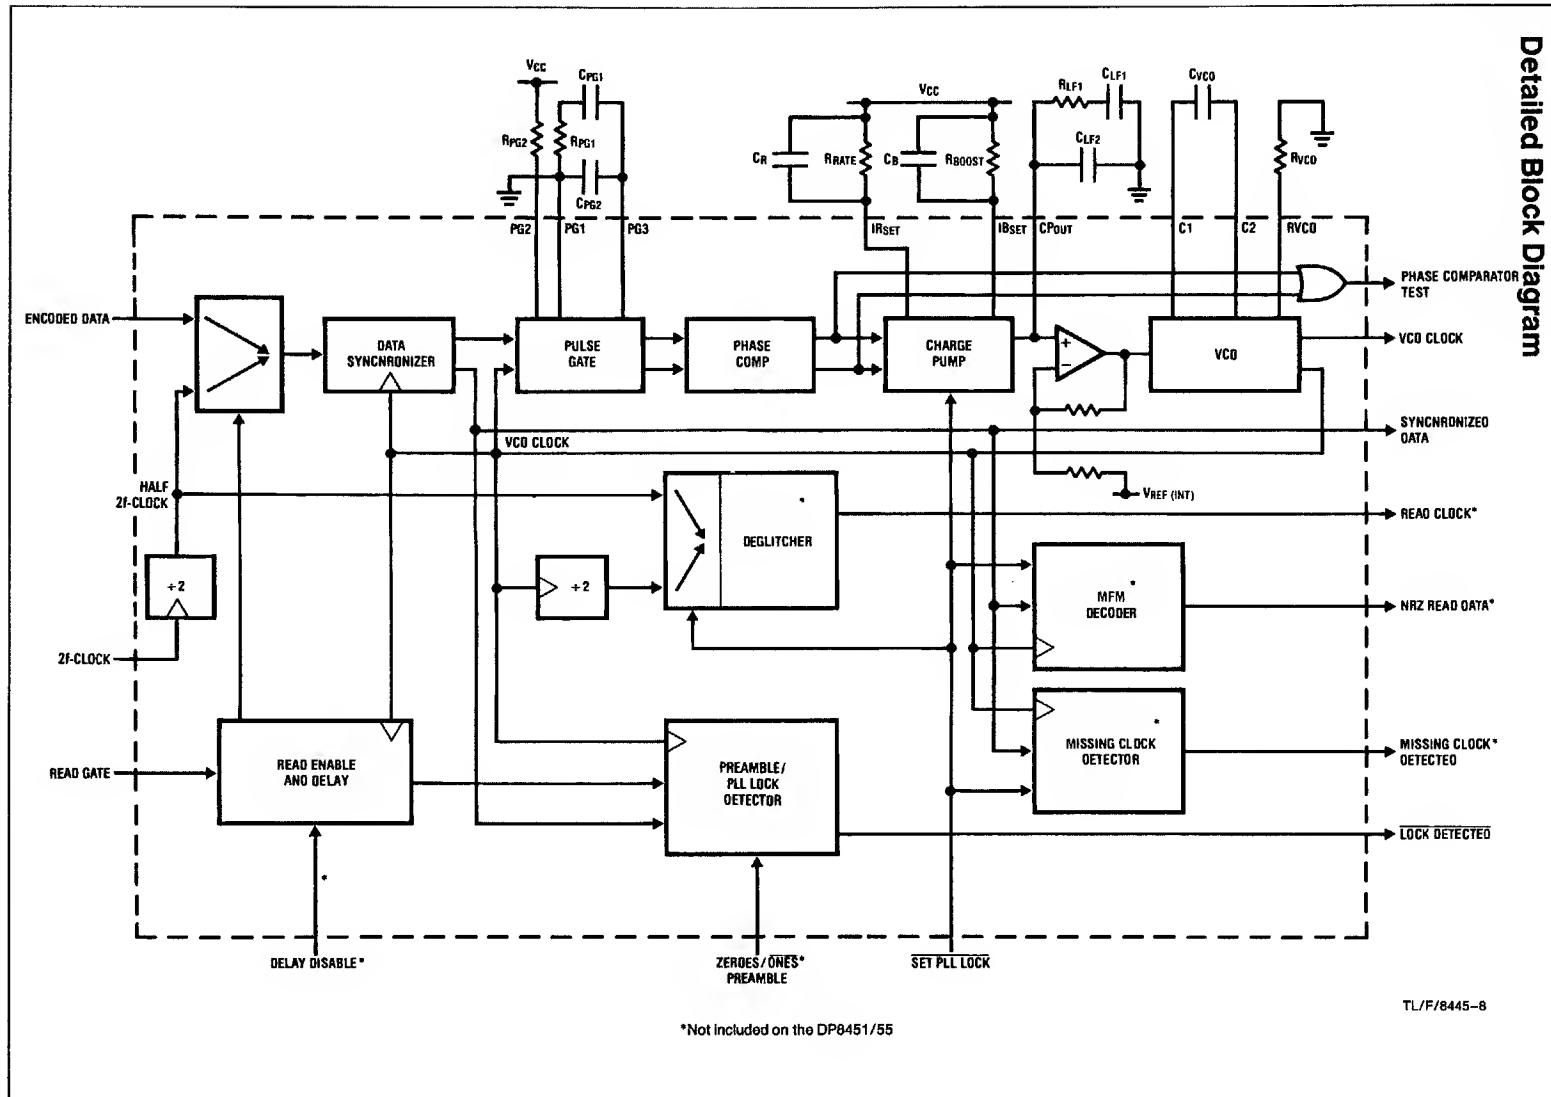 Detailed Block Diagram
VCC
CPG1
RPG2
RPG1
CPG2
PG2
PG1
PG3
VCC
CR
RRATE
CB
RBOOST
IRSET
IBSET
CPOUT
RLF1
CLF1
CLF2
CVCO
RVCO
C1
C2
RVCO
PHASE COMPARATOR
TEST
ENCODED DATA
DATA
SYNCNRONIZER
PULSE
GATE
PHASE
COMP
CHARGE
PUMP
+
−
VCO
VCO CLOCK
SYNCNRONIZED
DATA
VCO CLOCK
HALF
2f-CLOCK
VREF (INT)
DEGLITCHER
*
READ CLOCK*
÷2
÷2
MFM*
DECODER
NRZ READ DATA*
2f-CLOCK
READ GATE
READ ENABLE
AND DELAY
PREAMBLE/
PLL LOCK
DETECTOR
*
MISSING CLOCK
DETECTOR
MISSING CLOCK*
DETECTED
LOCK DETECTED
*
DELAY DISABLE*
ZEROES/ONES*
PREAMBLE
SET PLL LOCK
TL/F/8445-8
*Not Included on the DP8451/55